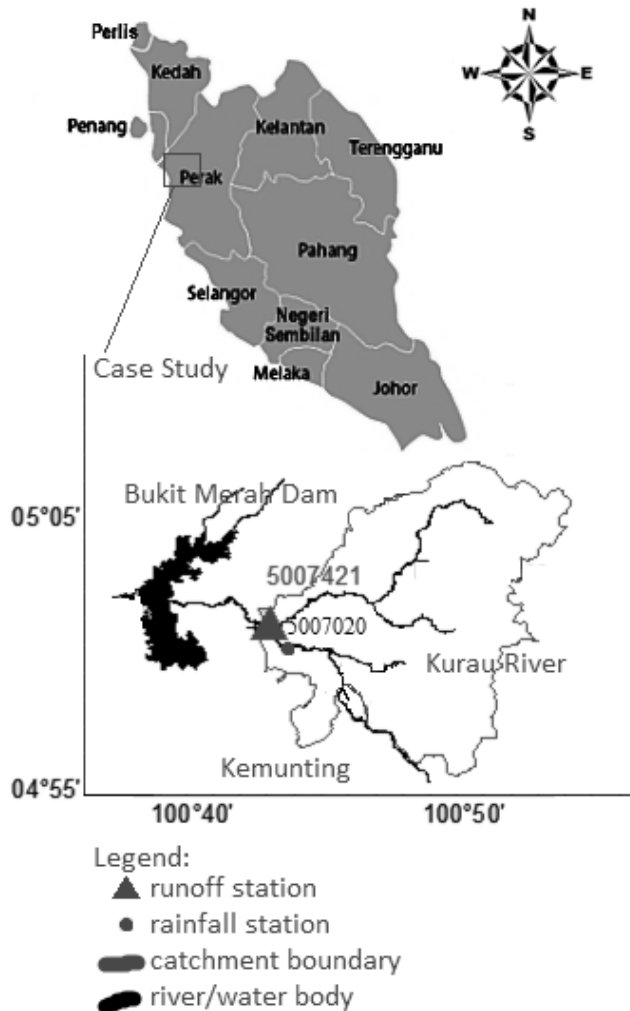 N
W E
S
Perlis
Kedah
Penang
Kelantan
Terengganu
Perak
Pahang
Selangor
Negeri
Sembilan
Melaka
Johor
Case Study
Bukit Merah Dam
05°05'
5007421
5007020
Kurau River
Kemunting
04°55'
100°40' 100°50'
Legend:
runoff station
rainfall station
catchment boundary
river/water body